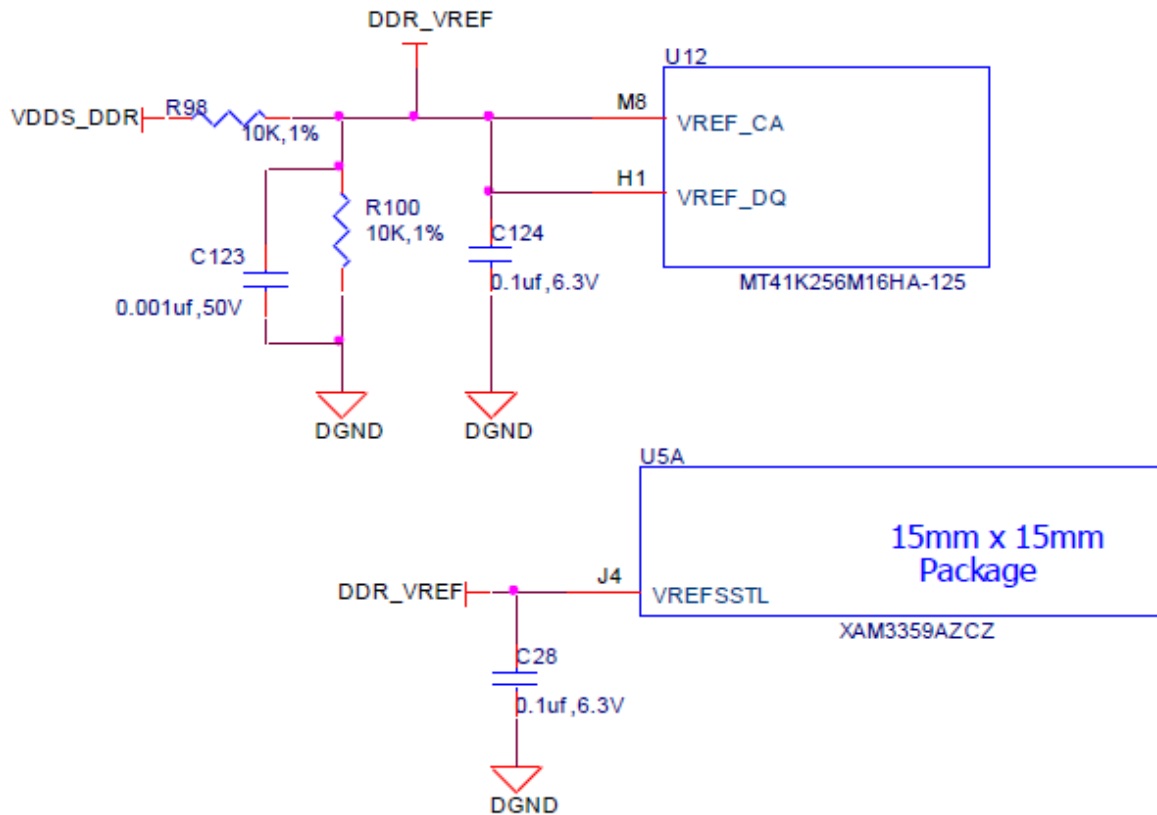 DDR_VREF
U12
VDDS_DDR
R98
10K,1%
M8
VREF_CA
H1
VREF_DQ
R100
10K,1%
C123
0.001uf,50V
C124
0.1uf,6.3V
MT41K256M16HA-125
DGND
DGND
U5A
15mm x 15mm
Package
DDR_VREF
J4
VREFSSTL
XAM3359AZCZ
C28
0.1uf,6.3V
DGND